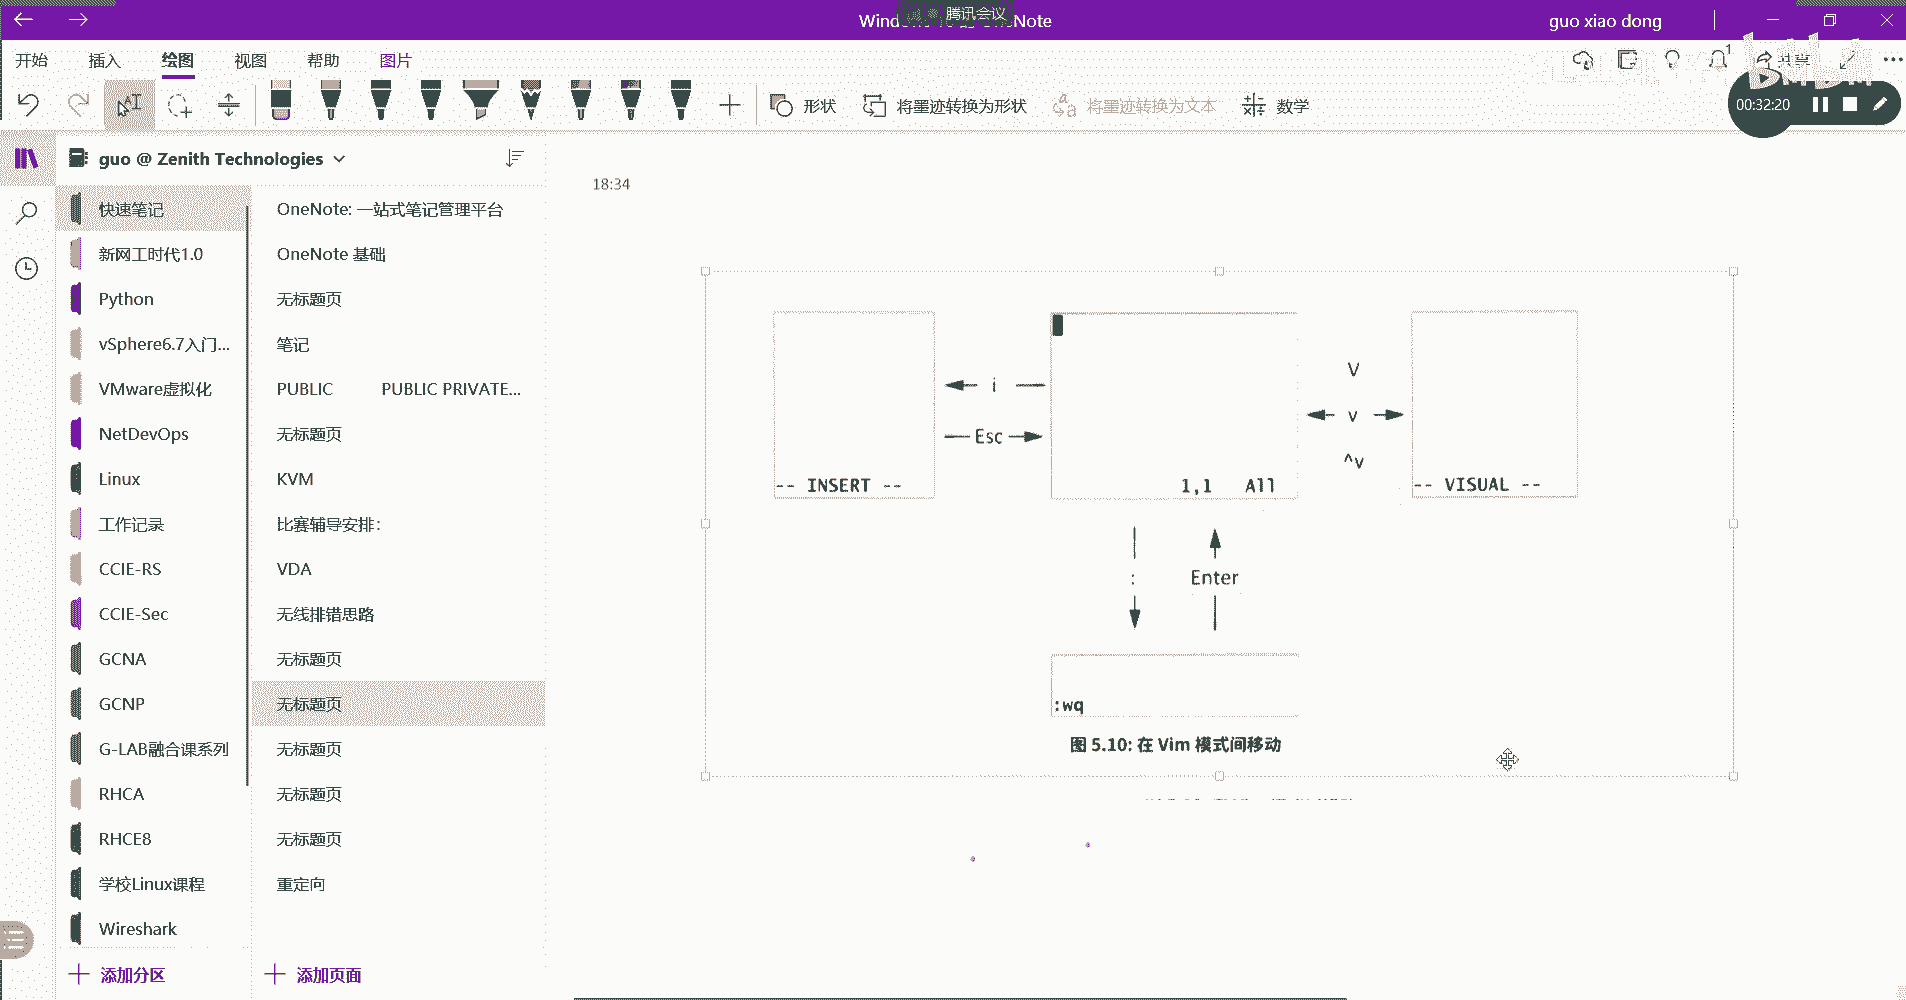 腾讯会议
guo xiao dong
开始 插入 绘图 视图 帮助 图片
1
00:32:20
形状 将墨迹转换为形状 将墨迹转换为文本 数学
guo @ Zenith Technologies
快速笔记
新网工时代1.0
Python
vSphere6.7入门...
VMware虚拟化
NetDevOps
Linux
工作记录
CCIE-RS
CCIE-Sec
GCNA
GCNP
G-LAB融合课系列
RHCA
RHCE8
学校Linux课程
Wireshark
添加分区
OneNote: 一站式笔记管理平台
OneNote 基础
无标题页
笔记
PUBLIC PUBLIC PRIVATE...
无标题页
KVM
比赛辅导安排:
VDA
无线排错思路
无标题页
无标题页
无标题页
无标题页
无标题页
重定向
添加页面
18:34
i
Esc
-- INSERT --
1,1 All
V
v
^v
-- VISUAL --
:
Enter
:wq
图 5.10: 在 Vim 模式间移动